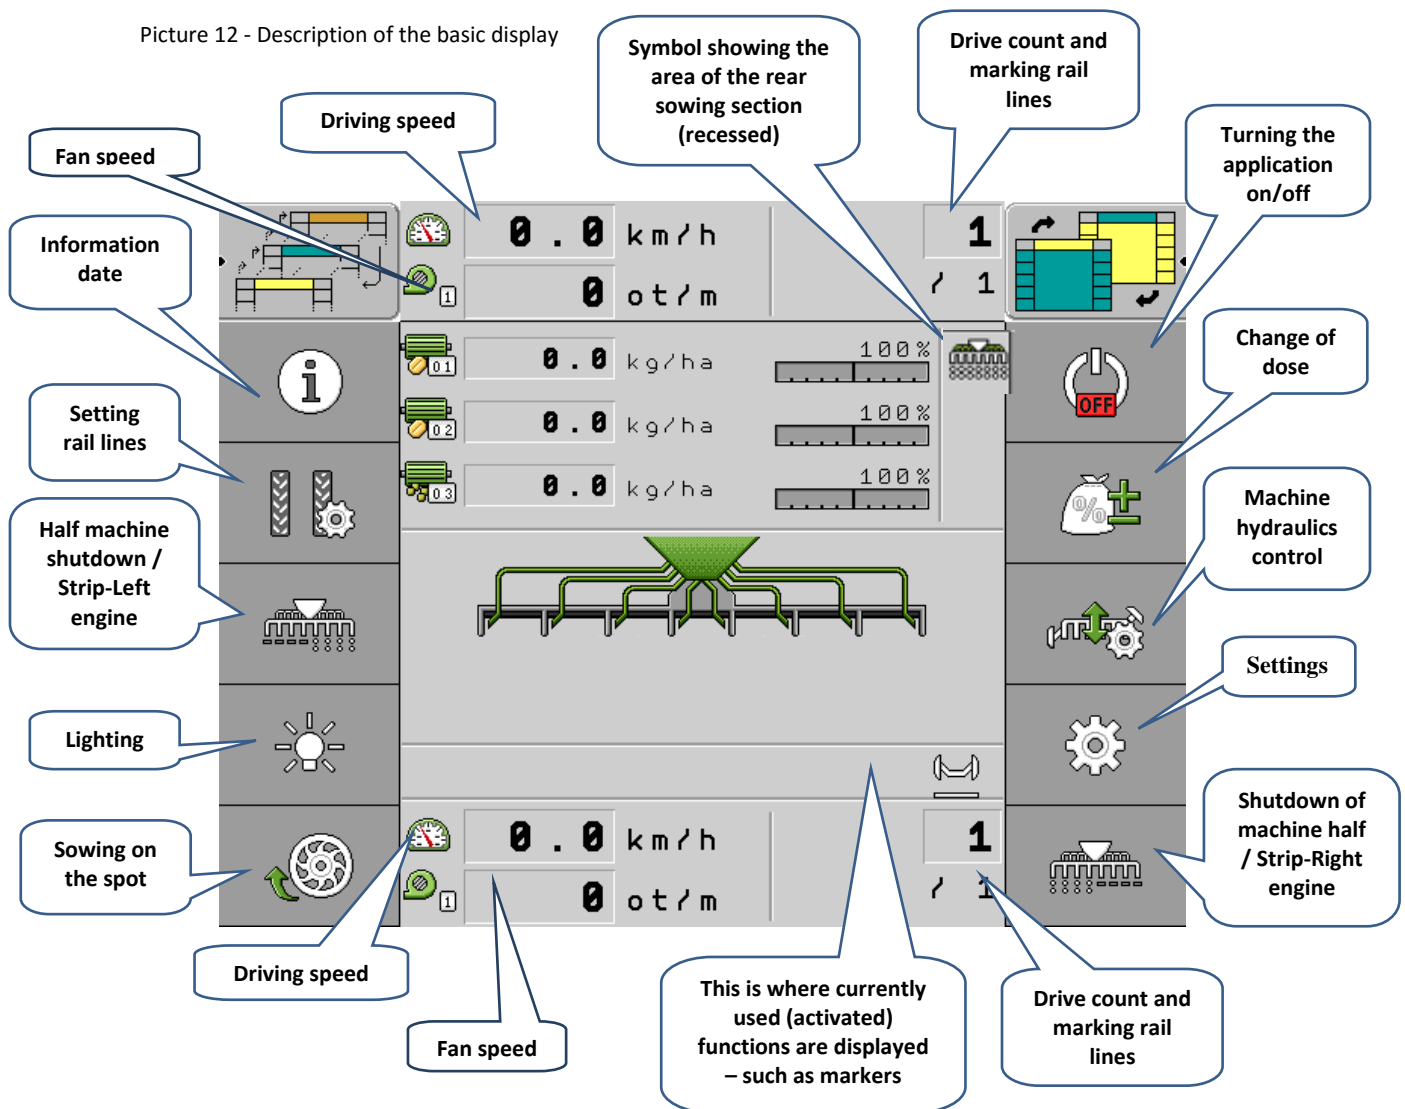 Picture 12 - Description of the basic display
Symbol showing the
area of the rear
sowing section
(recessed)
Drive count and
marking rail
lines
Driving speed
Fan speed
Turning the
application
on/off
Information
date
0.0 km/h
1
1
0 ot/m
/ 1
Change of
dose
01
0.0 kg/ha
100%
i
OFF
Setting
rail lines
02
0.0 kg/ha
100%
03
0.0 kg/ha
100%
%
Machine
hydraulics
control
Half machine
shutdown /
Strip-Left
engine
Settings
Lighting
Shutdown of
machine half
/ Strip-Right
engine
Sowing on
the spot
0.0 km/h
1
1
0 ot/m
/ 1
Driving speed
Fan speed
This is where currently
used (activated)
functions are displayed
– such as markers
Drive count and
marking rail
lines